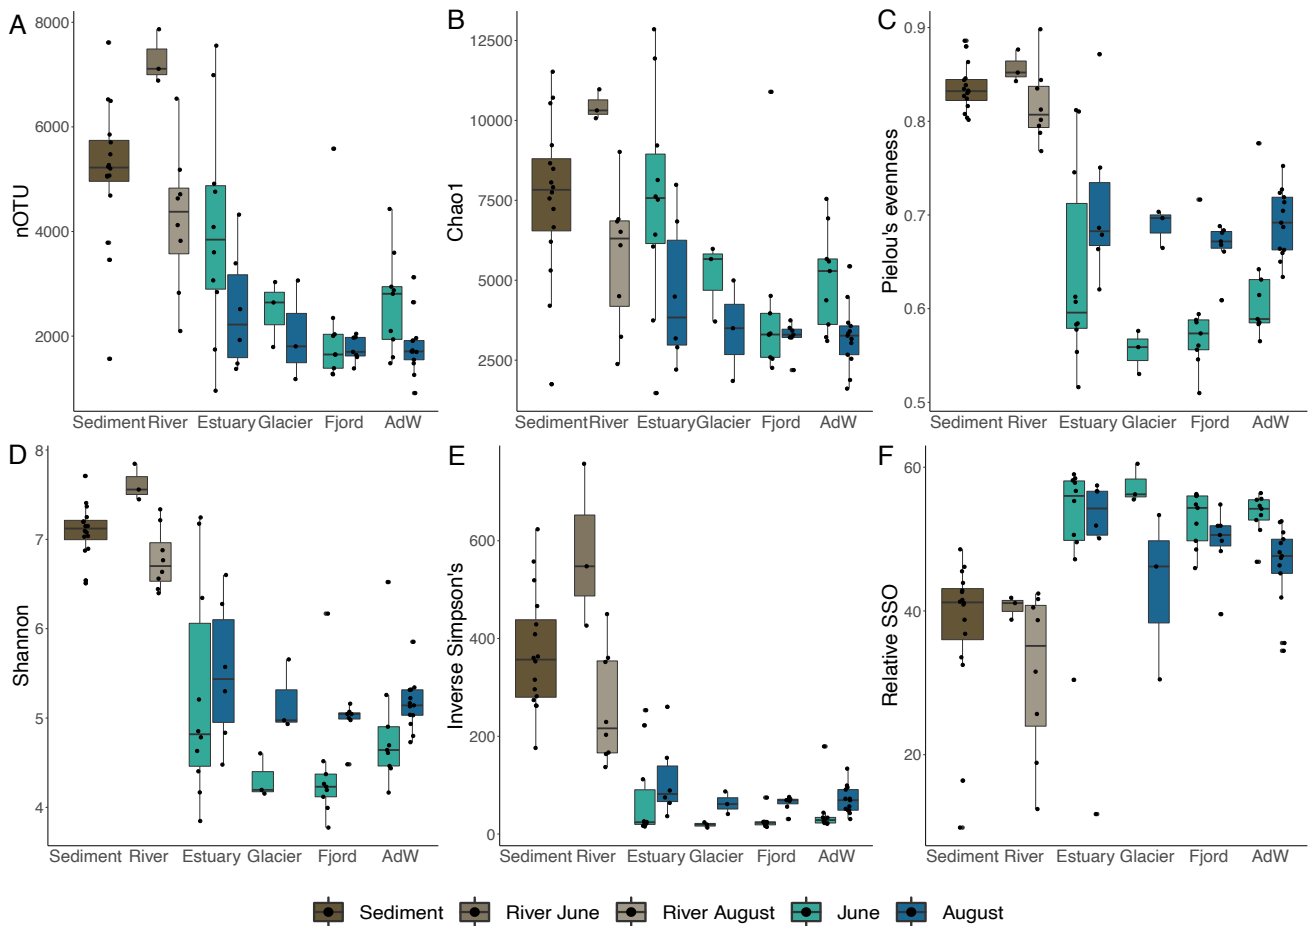 A
8000
6000
4000
2000
nOTU
Sediment River Estuary Glacier Fjord AdW
B
12500
10000
7500
5000
2500
Chao1
Sediment River Estuary Glacier Fjord AdW
C
0.9
0.8
0.7
0.6
0.5
Pielou's evenness
Sediment River Estuary Glacier Fjord AdW
D
8
7
6
5
4
Shannon
Sediment River Estuary Glacier Fjord AdW
E
600
400
200
0
Inverse Simpson's
Sediment River Estuary Glacier Fjord AdW
F
60
40
20
Relative SSO
Sediment River Estuary Glacier Fjord AdW
Sediment River June River August June August